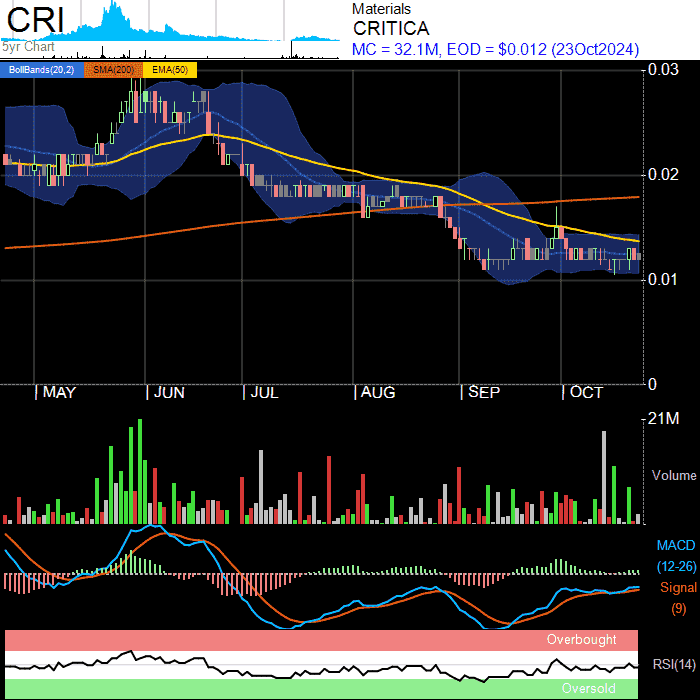 CRI
5yr Chart
Materials
CRITICA
MC = 32.1M, EOD = $0.012 (23Oct2024)
BollBands(20,2) SMA(200) EMA(50)
0.03
0.02
0.01
0
MAY JUN JUL AUG SEP OCT
21M
Volume
MACD
(12-26)
Signal
(9)
Overbought
RSI(14)
Oversold